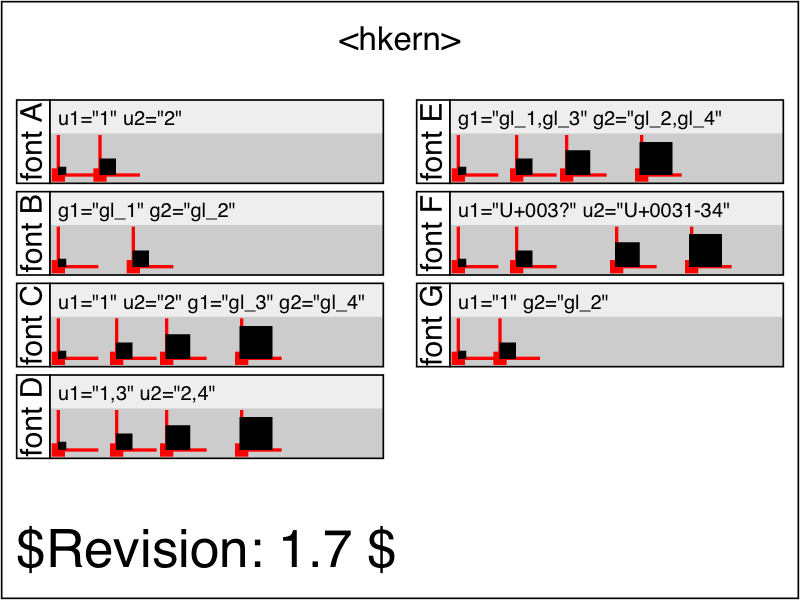 <hkern>
font A
u1="1" u2="2"
font B
g1="gl_1" g2="gl_2"
font C
u1="1" u2="2" g1="gl_3" g2="gl_4"
font D
u1="1,3" u2="2,4"
font E
g1="gl_1,gl_3" g2="gl_2,gl_4"
font F
u1="U+003?" u2="U+0031-34"
font G
u1="1" g2="gl_2"
$Revision: 1.7 $